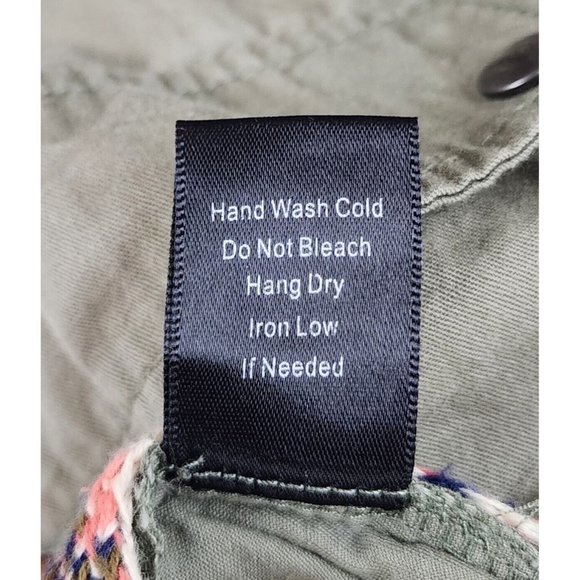 Hand Wash Cold
Do Not Bleach
Hang Dry
Iron Low
If Needed